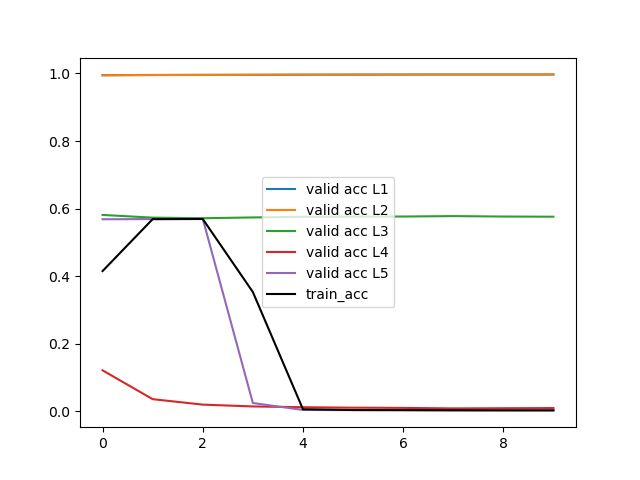 1.0
0.8
0.6
0.4
0.2
0.0
valid acc L1
valid acc L2
valid acc L3
valid acc L4
valid acc L5
train_acc
0 2 4 6 8